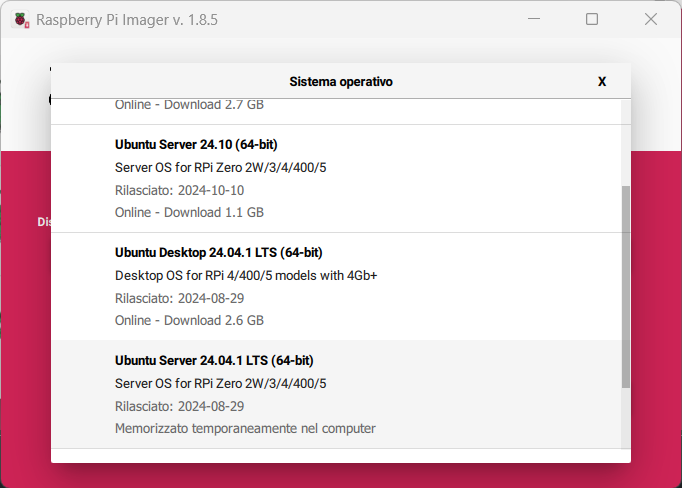 Raspberry Pi Imager v. 1.8.5
Sistema operativo
X
Online - Download 2.7 GB
Ubuntu Server 24.10 (64-bit)
Server OS for RPi Zero 2W/3/4/400/5
Rilasciato: 2024-10-10
Online - Download 1.1 GB
Dis
Ubuntu Desktop 24.04.1 LTS (64-bit)
Desktop OS for RPi 4/400/5 models with 4Gb+
Rilasciato: 2024-08-29
Online - Download 2.6 GB
Ubuntu Server 24.04.1 LTS (64-bit)
Server OS for RPi Zero 2W/3/4/400/5
Rilasciato: 2024-08-29
Memorizzato temporaneamente nel computer